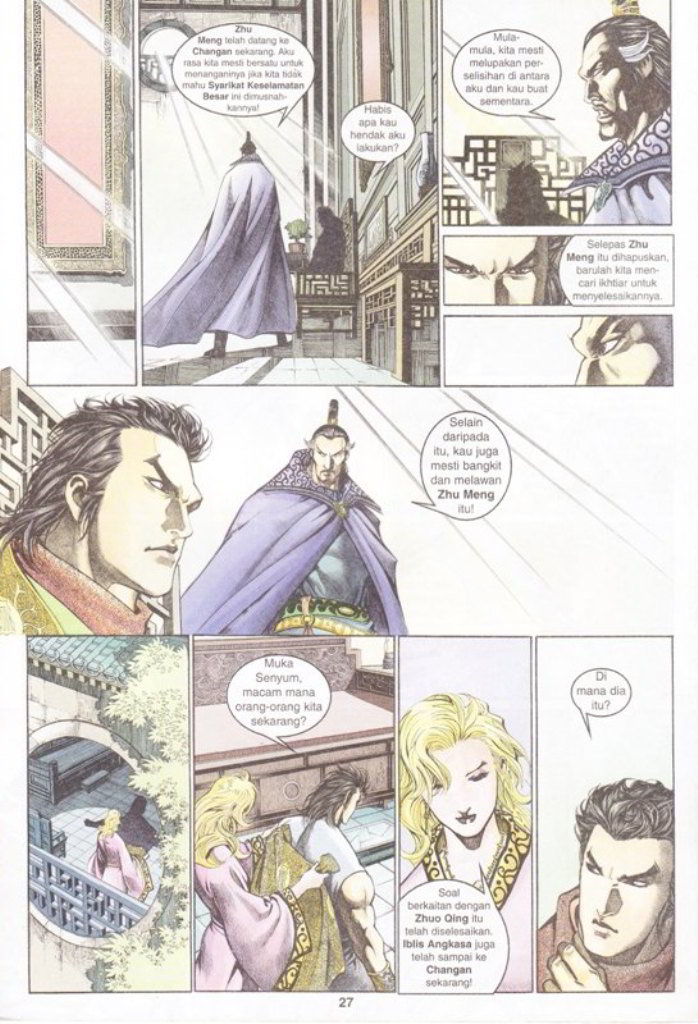 Zhu
Meng telah datang ke
Changan sekarang. Aku
rasa kita mesti bersatu untuk
menanganinya jika kita tidak
mahu Syarikat Keselamatan
Besar ini dimusnah-
kannya!
Habis
apa kau
hendak aku
lakukan?
Mula-
mula, kita mesti
melupakan per-
selisihan di antara
aku dan kau buat
sementara.
Selepas Zhu
Meng itu dihapuskan,
barulah kita men-
cari ikhtiar untuk
menyelesaikannya.
Selain
daripada
itu, kau juga
mesti bangkit
dan melawan
Zhu Meng
itu!
Muka
Senyum,
macam mana
orang-orang kita
sekarang?
Soal
berkaitan dengan
Zhuo Qing itu
telah diselesaikan.
Iblis Angkasa juga
telah sampai ke
Changan
sekarang!
Di
mana dia
itu?
27